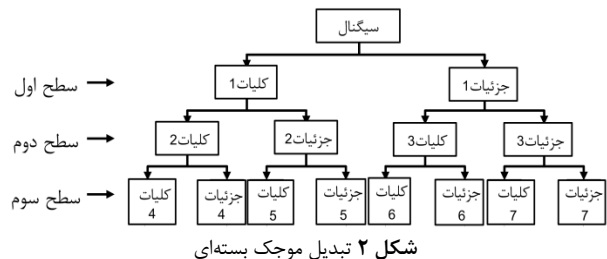 سیگنال
سطح اول
کلیات1
جزئیات1
سطح دوم
کلیات2
جزئیات2
کلیات3
جزئیات3
سطح سوم
کلیات
4
جزئیات
4
کلیات
5
جزئیات
5
کلیات
6
جزئیات
6
کلیات
7
جزئیات
7
شکل ۲ تبدیل موجک بسته‌ای